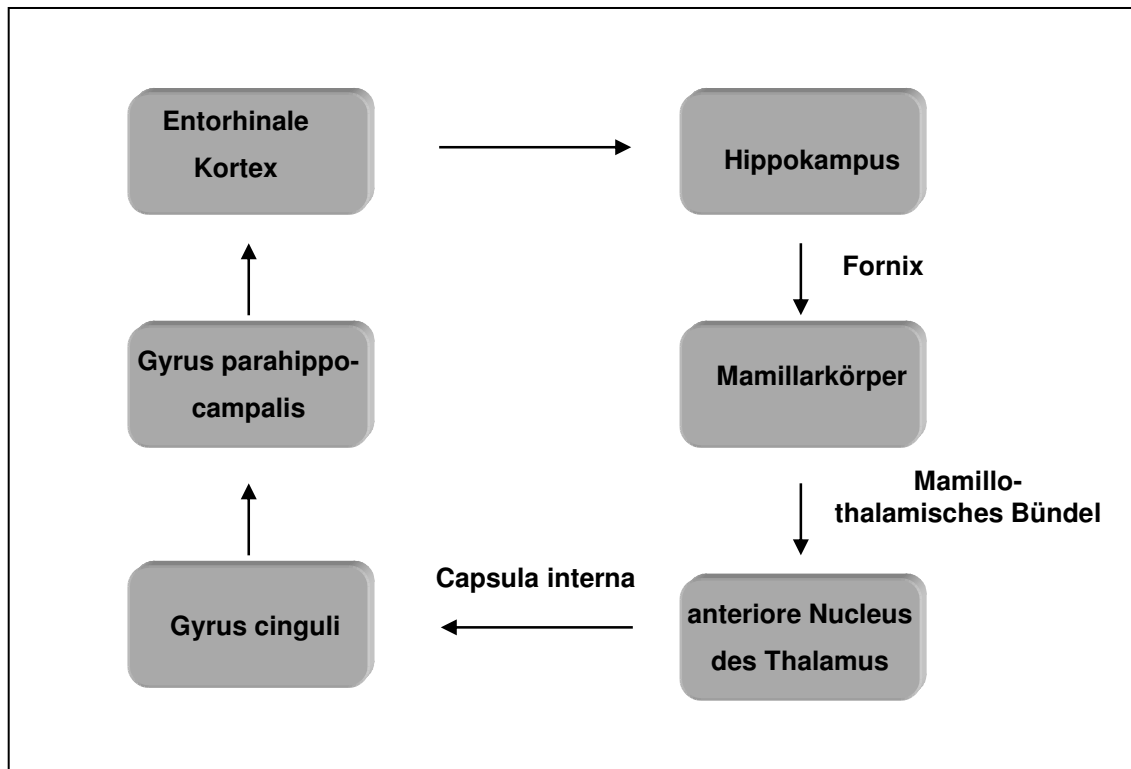 Entorhinale
Kortex
Hippokampus
Fornix
Gyrus parahippo-
campalis
Mamillarkörper
Mamillo-
thalamisches Bündel
Capsula interna
Gyrus cinguli
anteriore Nucleus
des Thalamus